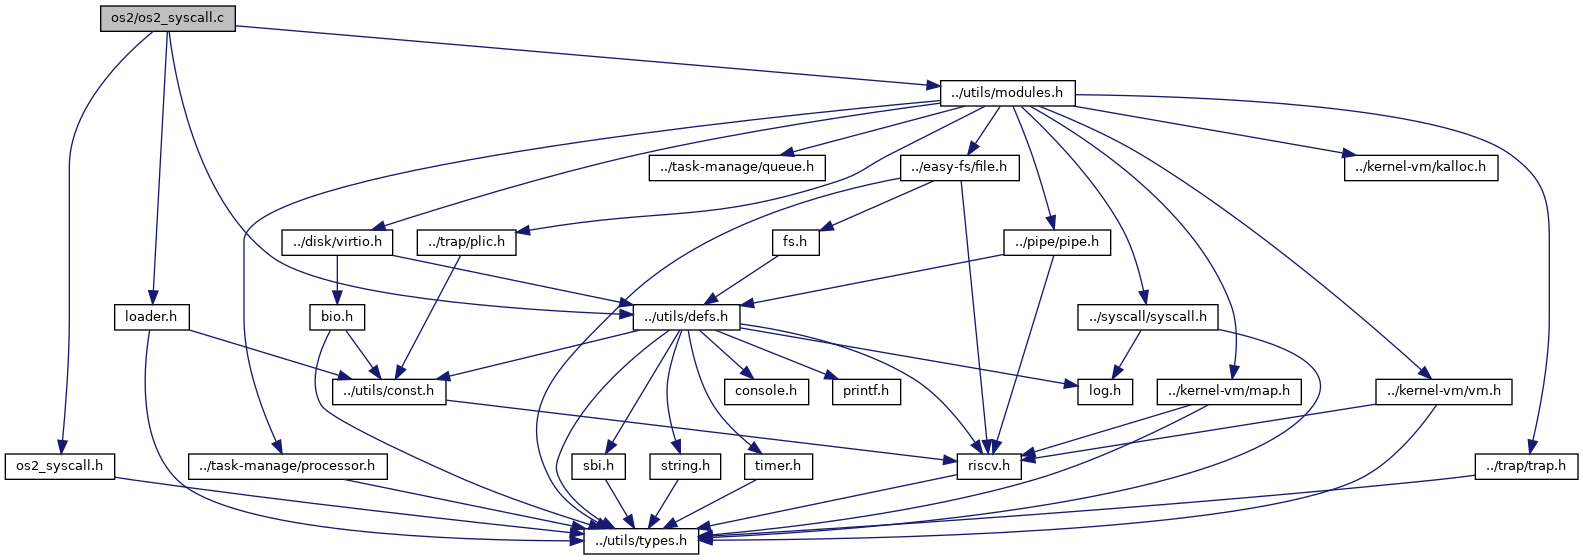 os2/os2_syscall.c
../utils/modules.h
../task-manage/queue.h
../easy-fs/file.h
../kernel-vm/kalloc.h
../disk/virtio.h
../trap/plic.h
fs.h
../pipe/pipe.h
loader.h
bio.h
../utils/defs.h
../syscall/syscall.h
../utils/const.h
console.h
printf.h
log.h
../kernel-vm/map.h
../kernel-vm/vm.h
os2_syscall.h
../task-manage/processor.h
sbi.h
string.h
timer.h
riscv.h
../trap/trap.h
../utils/types.h